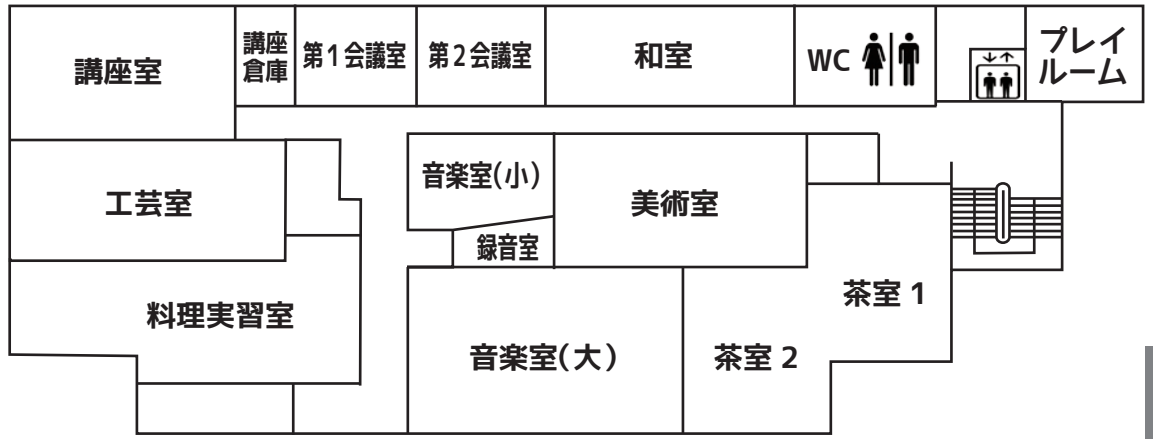 講座室
講座
倉庫
第1会議室
第2会議室
和室
WC
プレイ
ルーム
工芸室
音楽室(小)
美術室
録音室
料理実習室
音楽室(大)
茶室 2
茶室 1